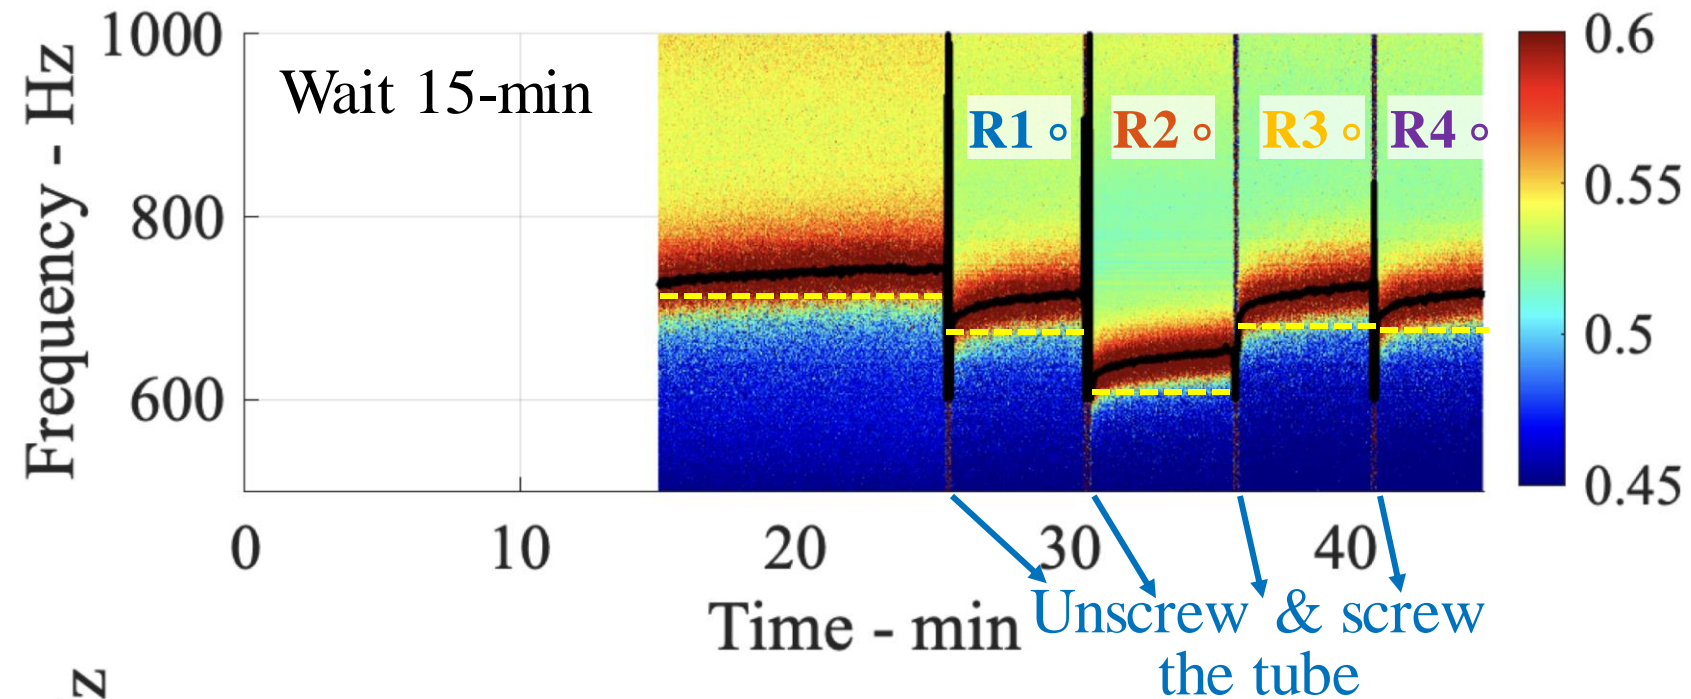 1000
800
600
Frequency - Hz
Wait 15-min
R1
R2
R3
R4
0.6
0.55
0.5
0.45
0
10
20
30
40
Time - min
Unscrew & screw
the tube
z